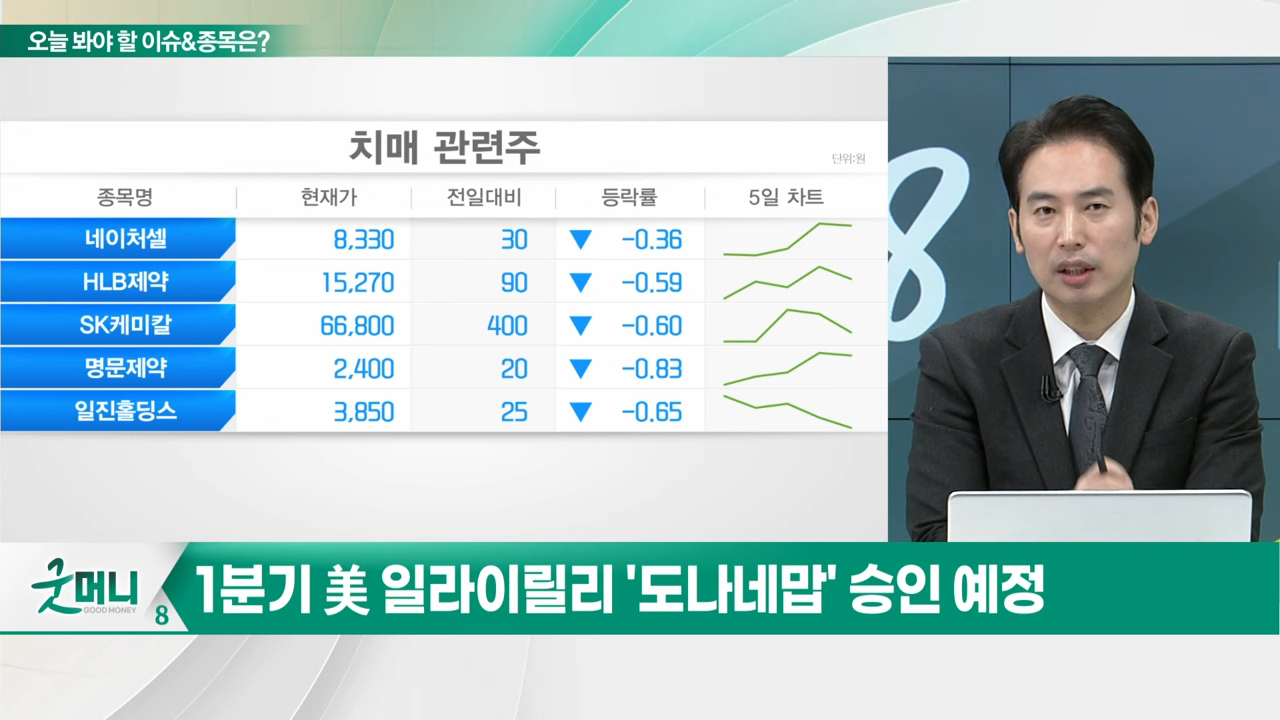 오늘 봐야 할 이슈&종목은?
치매 관련주
단위:원
종목명 현재가 전일대비 등락률 5일 차트
네이처셀 8,330 30 ▼ -0.36
HLB제약 15,270 90 ▼ -0.59
SK케미칼 66,800 400 ▼ -0.60
명문제약 2,400 20 ▼ -0.83
일진홀딩스 3,850 25 ▼ -0.65
8
굿머니
GOOD MONEY
8
1분기 美 일라이릴리 '도나네맙' 승인 예정